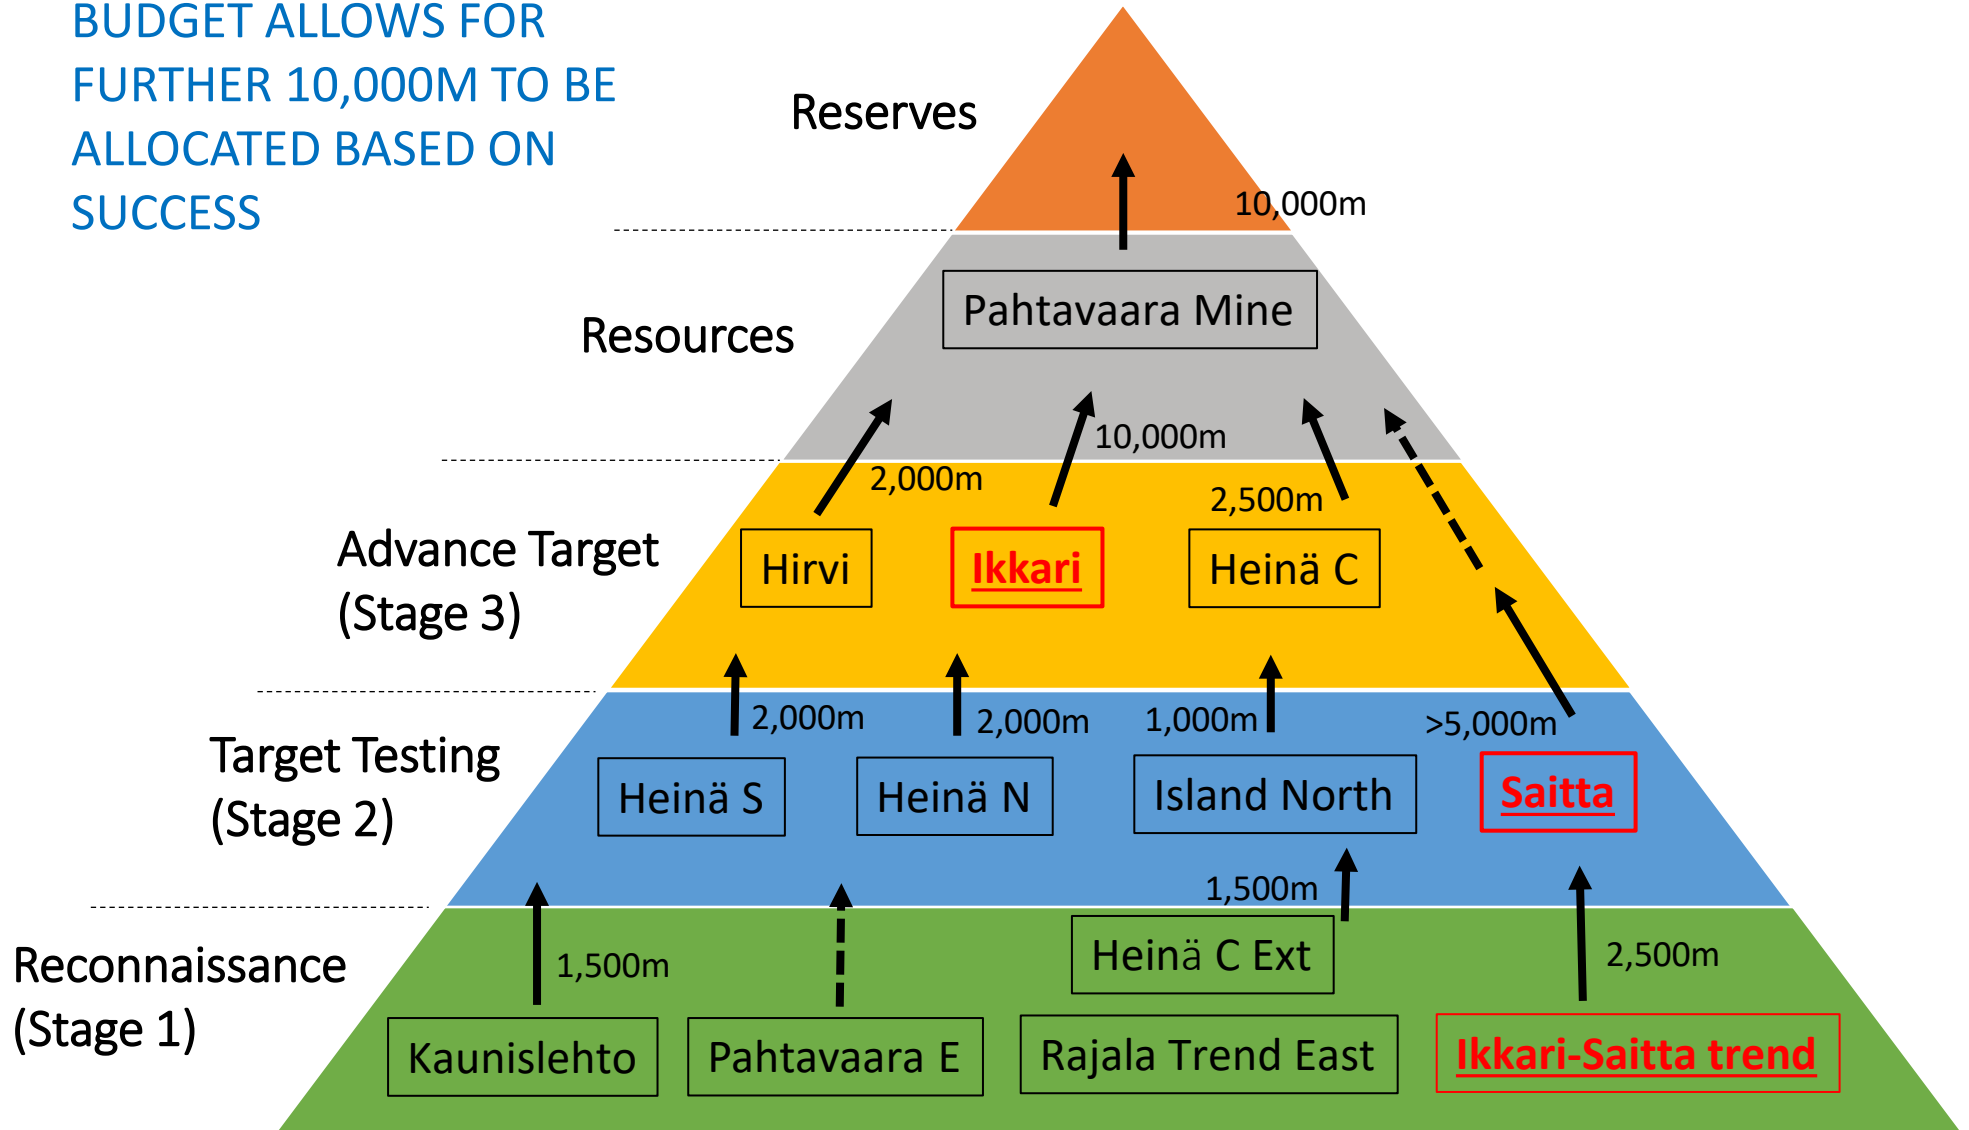 BUDGET ALLOWS FOR
FURTHER 10,000M TO BE
ALLOCATED BASED ON
SUCCESS
Reserves
10,000m
Pahtavaara Mine
Resources
10,000m
2,000m
2,500m
Advance Target
(Stage 3)
Hirvi
Ikkari
Heinä C
2,000m
2,000m
1,000m
>5,000m
Target Testing
(Stage 2)
Heinä S
Heinä N
Island North
Saitta
1,500m
Reconnaissance
(Stage 1)
1,500m
Heinä C Ext
2,500m
Kaunislehto
Pahtavaara E
Rajala Trend East
Ikkari-Saitta trend